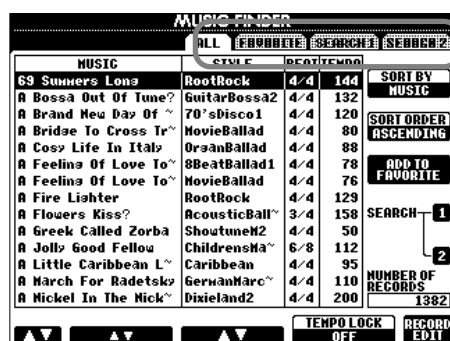 MUSIC FINDER
ALL FAVORITE SEARCH 1 SEARCH 2
MUSIC STYLE BEAT TEMPO
69 Summers Long RootRock 4/4 144
A Bossa Out Of Tune? GuitarBossa2 4/4 132
A Brand New Day Of ~ 70'sDisco1 4/4 120
A Bridge To Cross Tr~ MovieBallad 4/4 80
A Cosy Life In Italy OrganBallad 4/4 88
A Feeling Of Love To~ 8BeatBallad1 4/4 78
A Feeling Of Love To~ MovieBallad 4/4 76
A Fire Lighter RootRock 4/4 129
A Flowers Kiss? AcousticBall~ 3/4 158
A Greek Called Zorba ShowtuneM2 4/4 50
A Jolly Good Fellow ChildrensMa~ 6/8 112
A Little Caribbean L~ Caribbean 4/4 95
A March For Radetsky GermanMarc~ 4/4 110
A Nickel In The Nick~ Dixieland2 4/4 200
SORT BY
MUSIC
SORT ORDER
ASCENDING
ADD TO
FAVORITE
SEARCH 1
2
NUMBER OF
RECORDS
1382
TEMPO LOCK
OFF
RECORD
EDIT